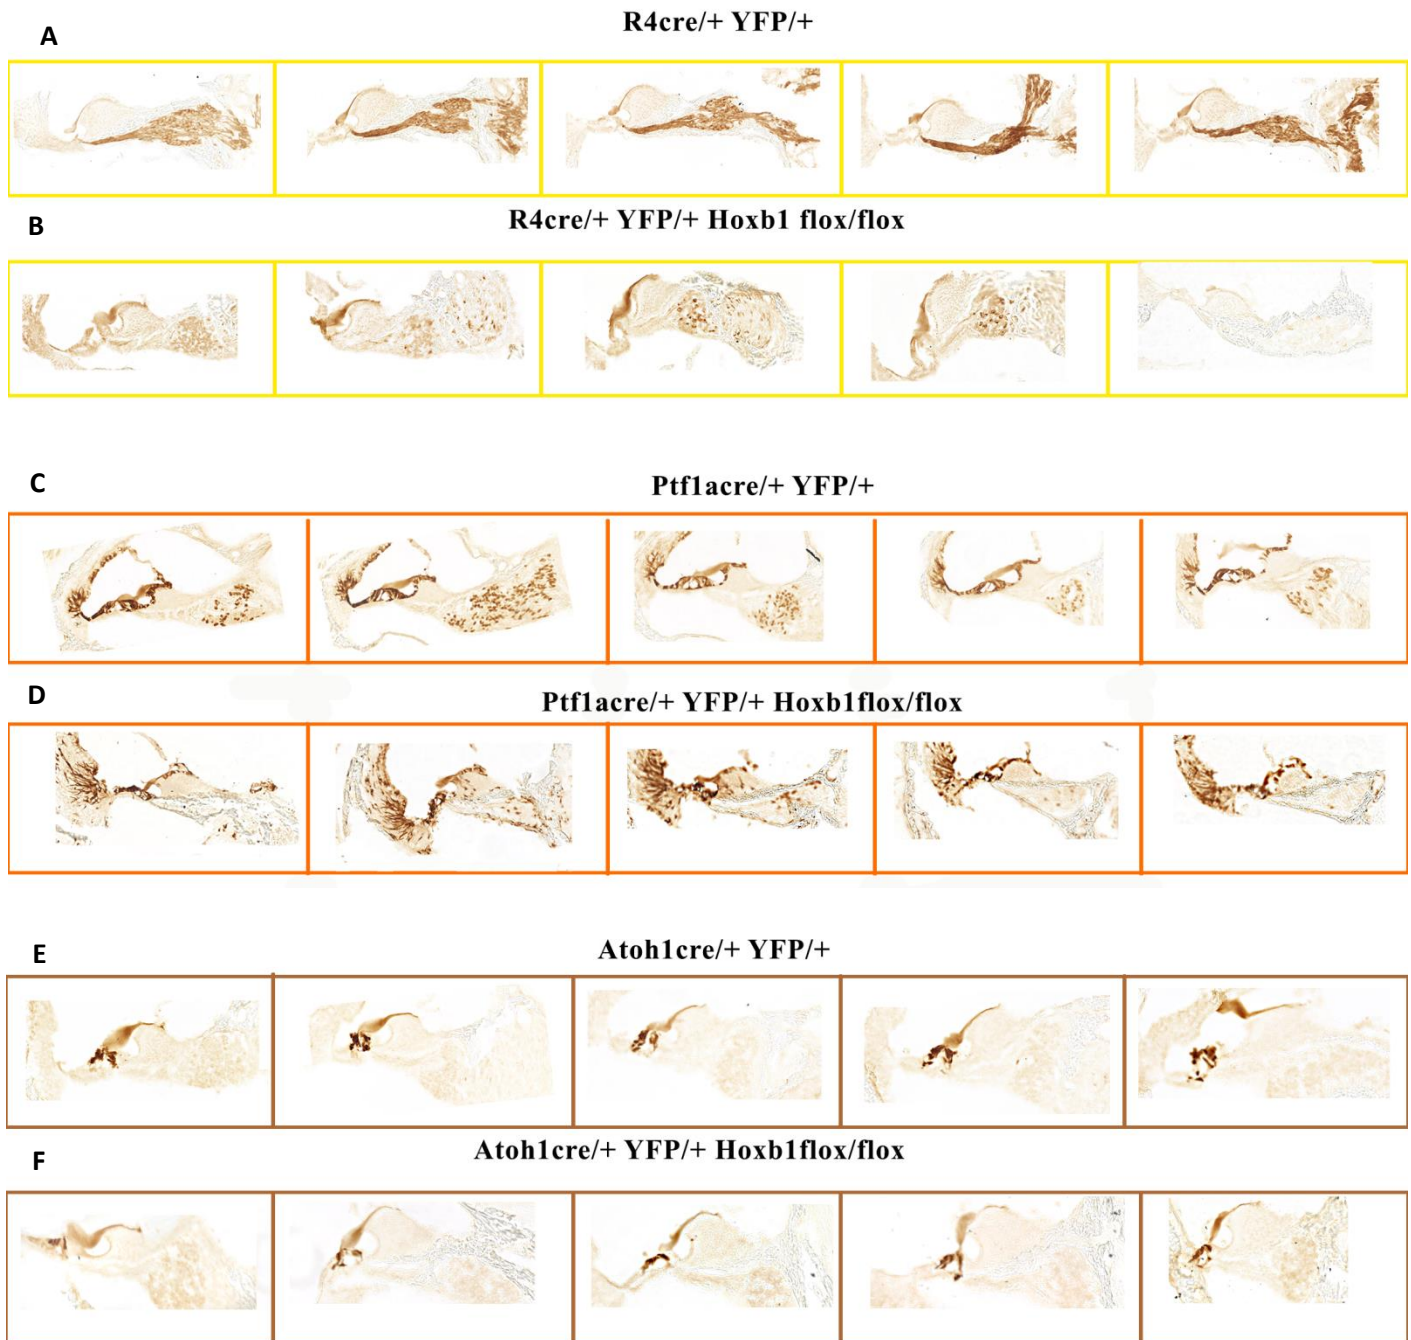 A
R4cre/+ YFP/+
B
R4cre/+ YFP/+ Hoxb1 flox/flox
C
Ptf1acre/+ YFP/+
D
Ptf1acre/+ YFP/+ Hoxb1flox/flox
E
Atoh1cre/+ YFP/+
F
Atoh1cre/+ YFP/+ Hoxb1flox/flox